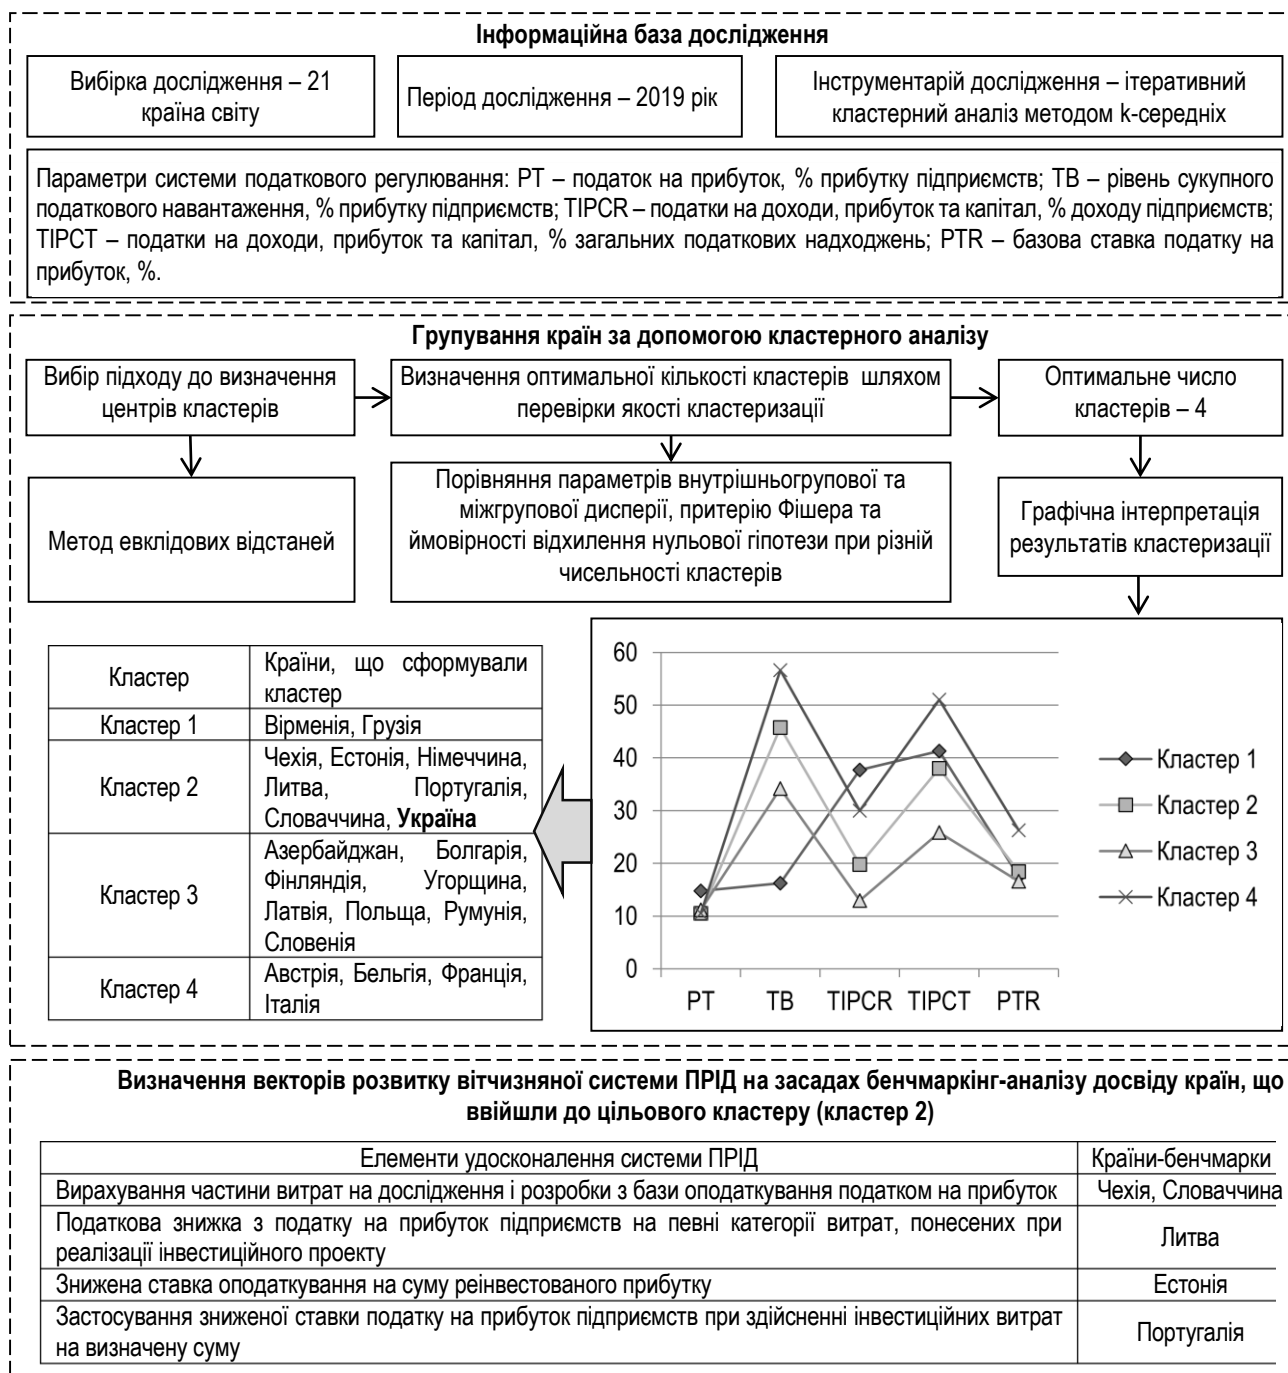 Інформаційна база дослідження
Вибірка дослідження – 21
країна світу
Період дослідження – 2019 рік
Інструментарій дослідження – ітеративний
кластерний аналіз методом k-середніх
Параметри системи податкового регулювання: PT – податок на прибуток, % прибутку підприємств; TB – рівень сукупного
податкового навантаження, % прибутку підприємств; TIPCR – податки на доходи, прибуток та капітал, % доходу підприємств;
TIPCT – податки на доходи, прибуток та капітал, % загальних податкових надходжень; PTR – базова ставка податку на
прибуток, %.
Групування країн за допомогою кластерного аналізу
Вибір підходу до визначення
центрів кластерів
Визначення оптимальної кількості кластерів шляхом
перевірки якості кластеризації
Оптимальне число
кластерів – 4
Метод евклідових відстаней
Порівняння параметрів внутрішньогрупової та
міжгрупової дисперії, притерію Фішера та
ймовірності відхилення нульової гіпотези при різній
чисельності кластерів
Графічна інтерпретація
результатів кластеризації
Кластер
Країни, що сформували
кластер
Кластер 1
Вірменія, Грузія
Кластер 2
Чехія, Естонія, Німеччина,
Литва, Португалія,
Словаччина, Україна
Кластер 3
Азербайджан, Болгарія,
Фінляндія, Угорщина,
Латвія, Польща, Румунія,
Словенія
Кластер 4
Австрія, Бельгія, Франція,
Італія
60
50
40
30
20
10
0
PT TB TIPCR TIPCT PTR
Кластер 1
Кластер 2
Кластер 3
Кластер 4
Визначення векторів розвитку вітчизняної системи ПРІД на засадах бенчмаркінг-аналізу досвіду країн, що
ввійшли до цільового кластеру (кластер 2)
Елементи удосконалення системи ПРІД
Країни-бенчмарки
Вирахування частини витрат на дослідження і розробки з бази оподаткування податком на прибуток
Чехія, Словаччина
Податкова знижка з податку на прибуток підприємств на певні категорії витрат, понесених при
реалізації інвестиційного проекту
Литва
Знижена ставка оподаткування на суму реінвестованого прибутку
Естонія
Застосування зниженої ставки податку на прибуток підприємств при здійсненні інвестиційних витрат
на визначену суму
Португалія